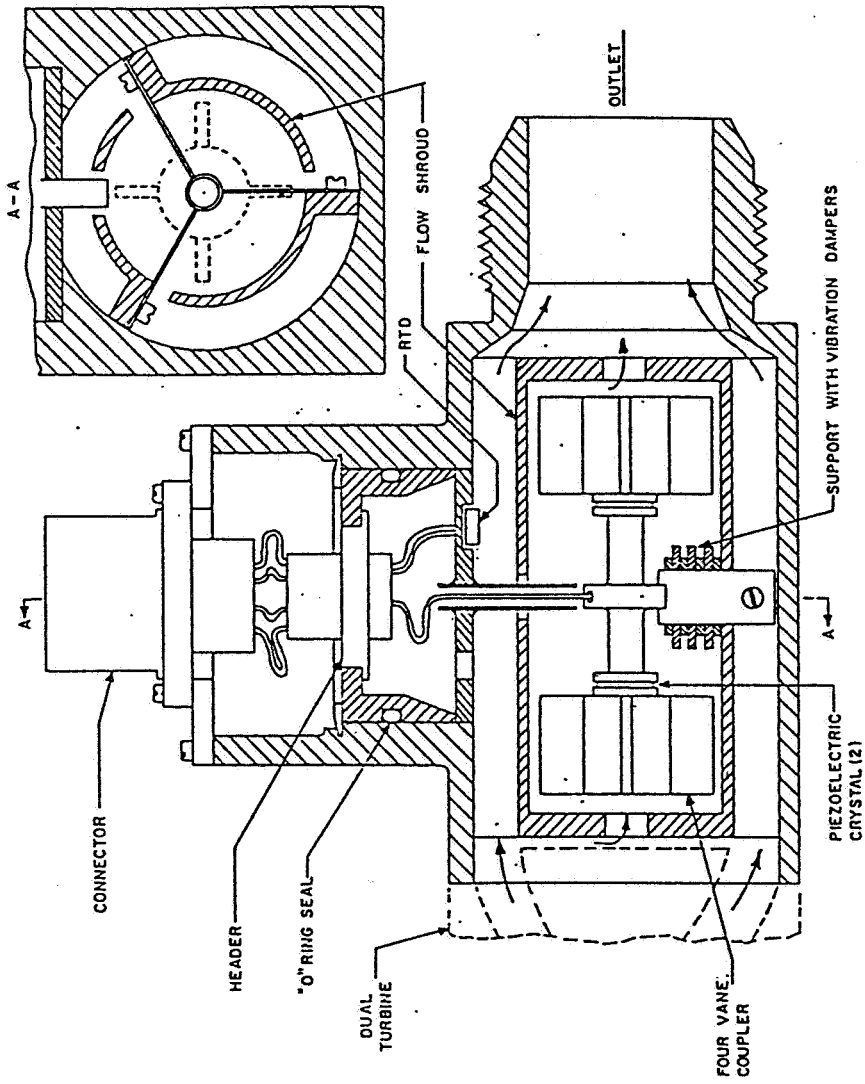 A-A
OUTLET
FLOW SHROUD
RTD
SUPPORT WITH VIBRATION DAMPERS
A
A
CONNECTOR
HEADER
"O" RING SEAL
DUAL
TURBINE
PIEZOELECTRIC
CRYSTAL (2)
FOUR VANE
COUPLER